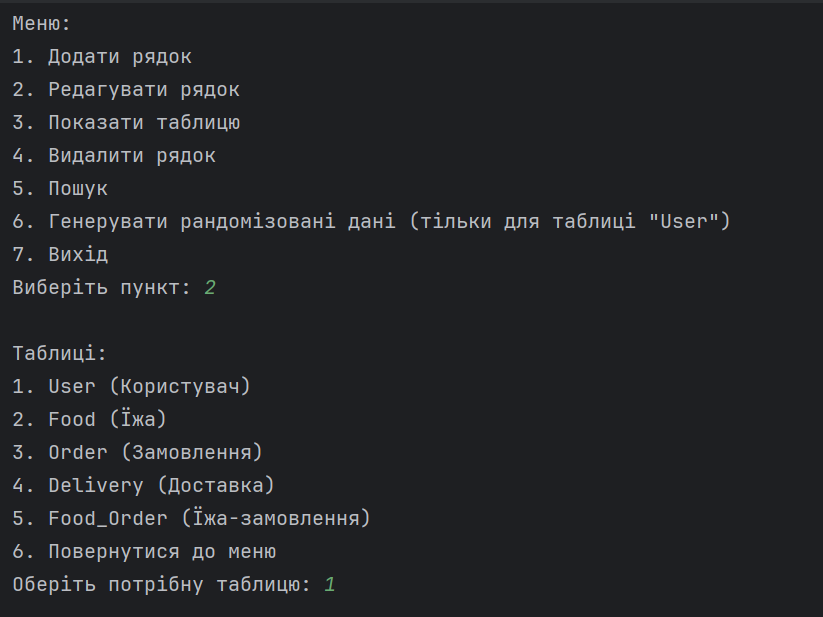 Меню:
1. Додати рядок
2. Редагувати рядок
3. Показати таблицю
4. Видалити рядок
5. Пошук
6. Генерувати рандомізовані дані (тільки для таблиці "User")
7. Вихід
Виберіть пункт: 2
Таблиці:
1. User (Користувач)
2. Food (Їжа)
3. Order (Замовлення)
4. Delivery (Доставка)
5. Food_Order (Їжа-замовлення)
6. Повернутися до меню
Оберіть потрібну таблицю: 1